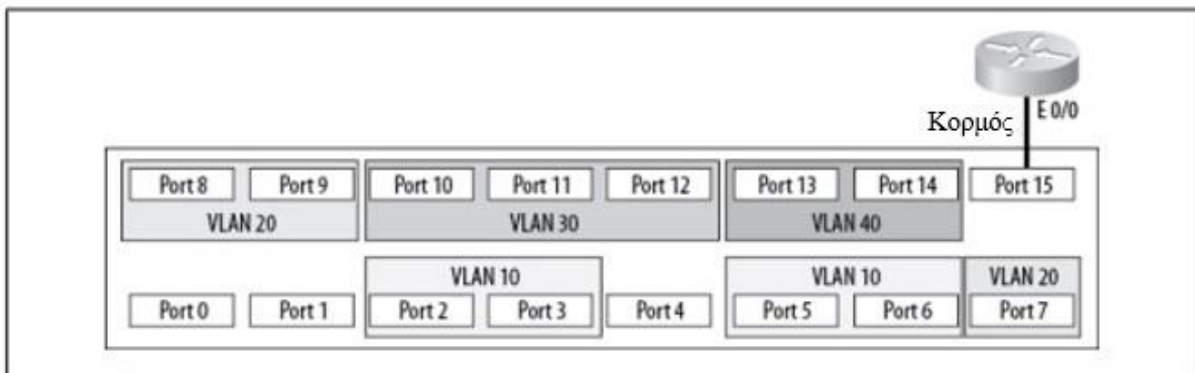 E 0/0
Κορμός
Port 8 Port 9 Port 10 Port 11 Port 12 Port 13 Port 14 Port 15
VLAN 20 VLAN 30 VLAN 40
VLAN 10 VLAN 10 VLAN 20
Port 0 Port 1 Port 2 Port 3 Port 4 Port 5 Port 6 Port 7